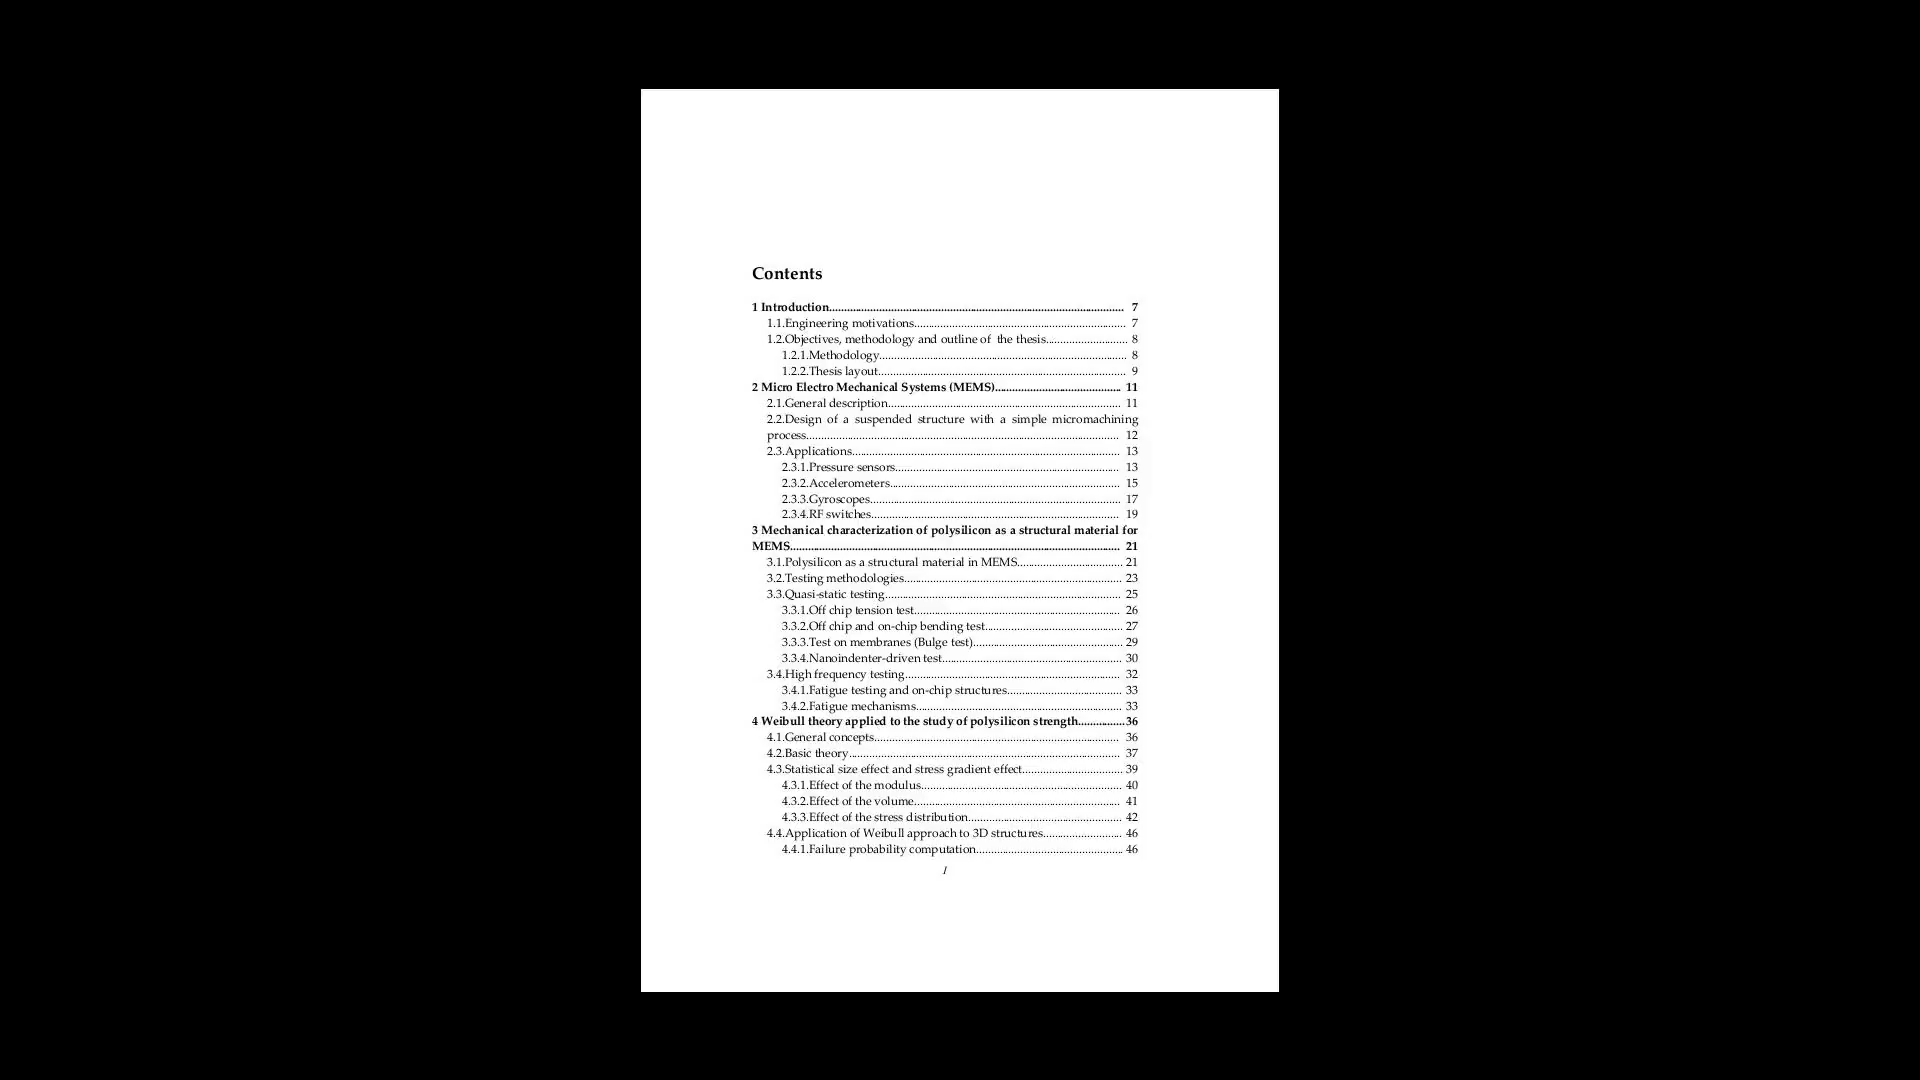 Contents
1 Introduction.......... 7
1.1.Engineering motivations.......... 7
1.2.Objectives, methodology and outline of the thesis.......... 8
1.2.1.Methodology.......... 8
1.2.2.Thesis layout.......... 9
2 Micro Electro Mechanical Systems (MEMS).......... 11
2.1.General description.......... 11
2.2.Design of a suspended structure with a simple micromachining
process.......... 12
2.3.Applications.......... 13
2.3.1.Pressure sensors.......... 13
2.3.2.Accelerometers.......... 15
2.3.3.Gyroscopes.......... 17
2.3.4.RF switches.......... 19
3 Mechanical characterization of polysilicon as a structural material for
MEMS.......... 21
3.1.Polysilicon as a structural material in MEMS.......... 21
3.2.Testing methodologies.......... 23
3.3.Quasi-static testing.......... 25
3.3.1.Off chip tension test.......... 26
3.3.2.Off chip and on-chip bending test.......... 27
3.3.3.Test on membranes (Bulge test).......... 29
3.3.4.Nanoindenter-driven test.......... 30
3.4.High frequency testing.......... 32
3.4.1.Fatigue testing and on-chip structures.......... 33
3.4.2.Fatigue mechanisms.......... 33
4 Weibull theory applied to the study of polysilicon strength.......... 36
4.1.General concepts.......... 36
4.2.Basic theory.......... 37
4.3.Statistical size effect and stress gradient effect.......... 39
4.3.1.Effect of the modulus.......... 40
4.3.2.Effect of the volume.......... 41
4.3.3.Effect of the stress distribution.......... 42
4.4.Application of Weibull approach to 3D structures.......... 46
4.4.1.Failure probability computation.......... 46
1